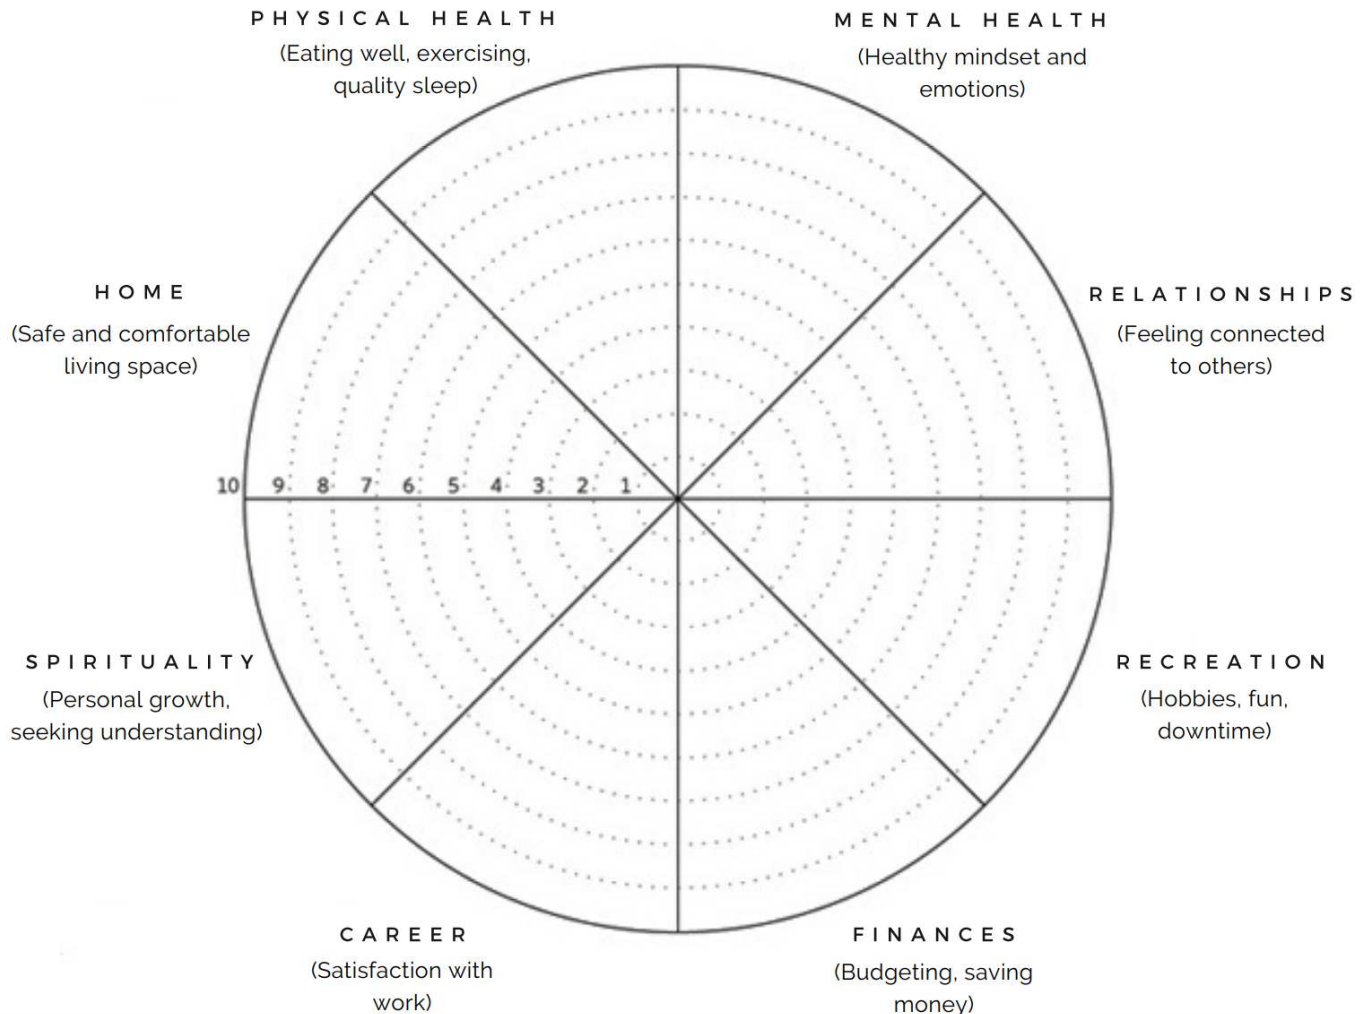 PHYSICAL HEALTH
(Eating well, exercising,
quality sleep)
MENTAL HEALTH
(Healthy mindset and
emotions)
HOME
(Safe and comfortable
living space)
RELATIONSHIPS
(Feeling connected
to others)
10 9 8 7 6 5 4 3 2 1
SPIRITUALITY
(Personal growth,
seeking understanding)
RECREATION
(Hobbies, fun,
downtime)
CAREER
(Satisfaction with
work)
FINANCES
(Budgeting, saving
money)